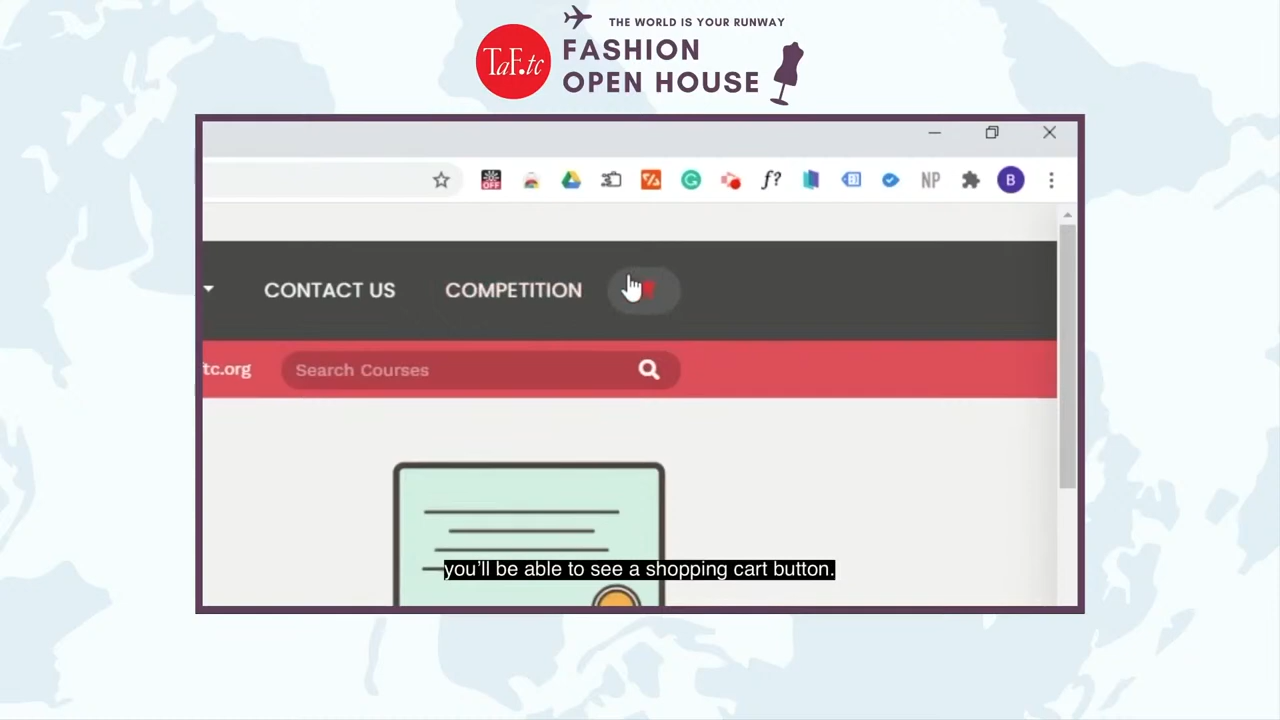 THE WORLD IS YOUR RUNWAY
TaF.tc
FASHION
OPEN HOUSE
OFF
f?
NP
B
CONTACT US
COMPETITION
tc.org
Search Courses
you'll be able to see a shopping cart button.